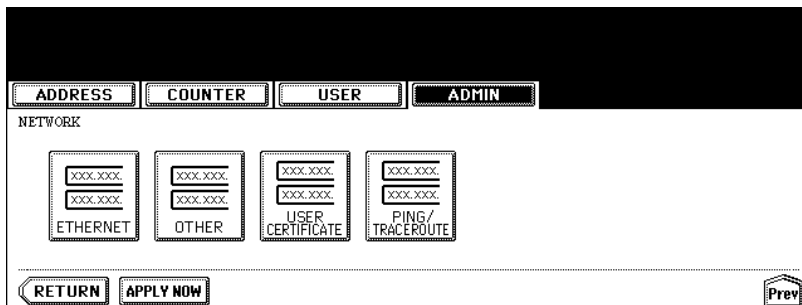 ADDRESS COUNTER USER ADMIN
NETWORK
XXX.XXX. XXX.XXX. XXX.XXX. XXX.XXX.
XXX.XXX. XXX.XXX. XXX.XXX. XXX.XXX.
ETHERNET OTHER USER CERTIFICATE PING/TRACEROUTE
RETURN APPLY NOW Prev